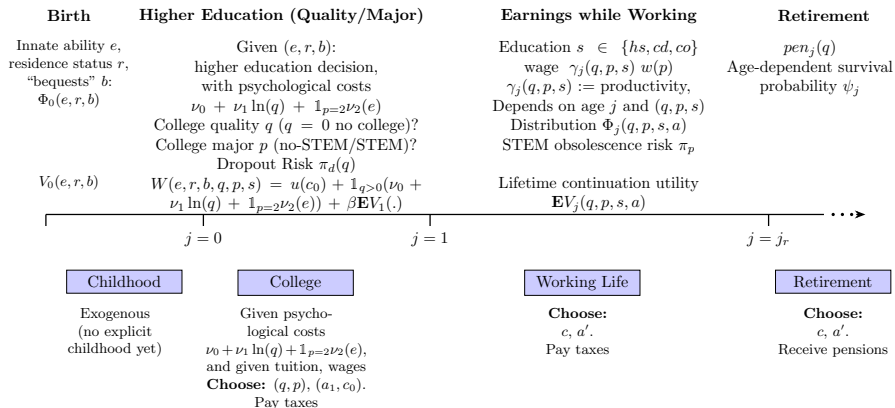 Birth
Innate ability e,
residence status r,
“bequests” b:
Φ₀(e, r, b)
V₀(e, r, b)
Higher Education (Quality/Major)
Given (e, r, b):
higher education decision,
with psychological costs
ν₀ + ν₁ ln(q) + 𝟙ₚ₌₂ν₂(e)
College quality q (q = 0 no college)?
College major p (no-STEM/STEM)?
Dropout Risk π_d(q)
W(e, r, b, q, p, s) = u(c₀) + 𝟙_{q>0}(ν₀ +
ν₁ ln(q) + 𝟙ₚ₌₂ν₂(e)) + β𝐄V₁(.)
Earnings while Working
Education s ∈ {hs, cd, co}
wage γⱼ(q, p, s) w(p)
γⱼ(q, p, s) := productivity,
Depends on age j and (q, p, s)
Distribution Φⱼ(q, p, s, a)
STEM obsolescence risk πₚ
Lifetime continuation utility
𝐄Vⱼ(q, p, s, a)
Retirement
penⱼ(q)
Age-dependent survival
probability ψⱼ
j = 0
j = 1
j = j_r
Childhood
Exogenous
(no explicit
childhood yet)
College
Given psycho-
logical costs
ν₀+ν₁ ln(q)+𝟙ₚ₌₂ν₂(e),
and given tuition, wages
Choose: (q, p), (a₁, c₀).
Pay taxes
Working Life
Choose:
c, a′.
Pay taxes
Retirement
Choose:
c, a′.
Receive pensions